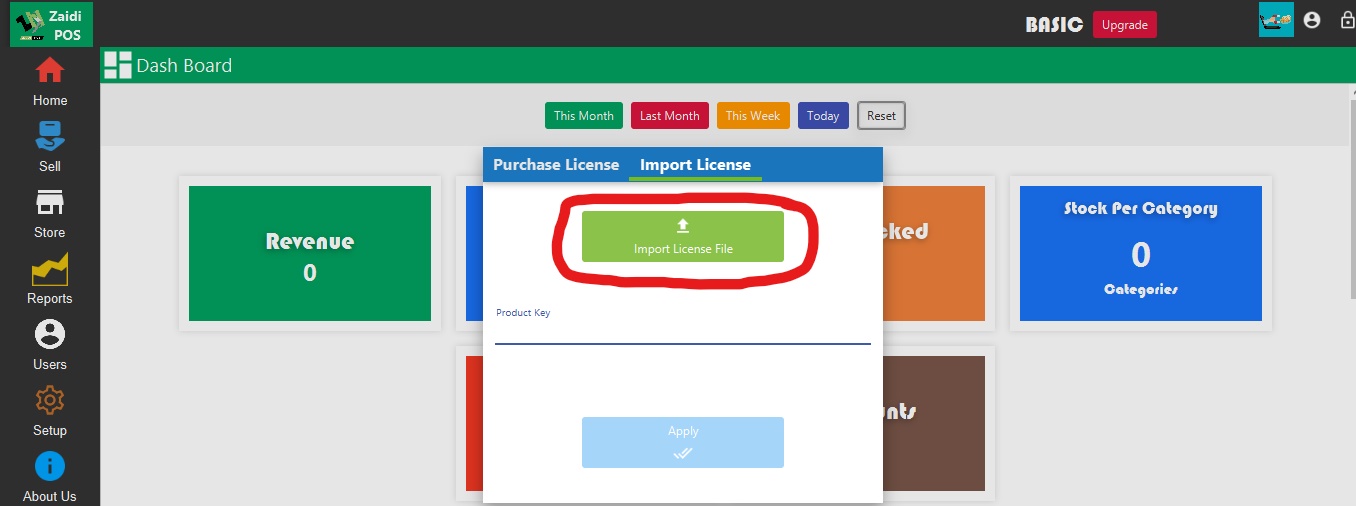 Zaidi
POS
BASIC
Upgrade
Dash Board
Home
Sell
Store
Reports
Users
Setup
About Us
This Month
Last Month
This Week
Today
Reset
Purchase License
Import License
Import License File
Product Key
Apply
Revenue
0
Stock Per Category
0
Categories